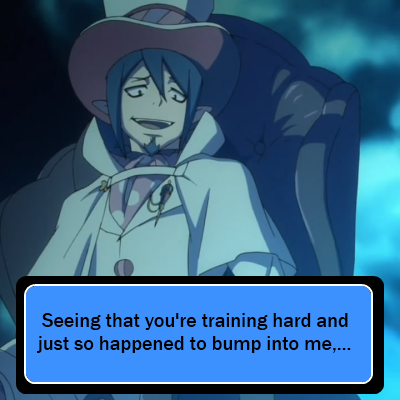 Seeing that you're training hard and
just so happened to bump into me,...